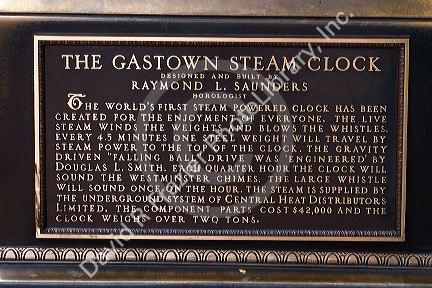 THE GASTOWN STEAM CLOCK
DESIGNED AND BUILT BY
RAYMOND L. SAUNDERS
HOROLOGIST
THE WORLD'S FIRST STEAM POWERED CLOCK HAS BEEN
CREATED FOR THE ENJOYMENT OF EVERYONE. THE LIVE
STEAM WINDS THE WEIGHTS AND BLOWS THE WHISTLES.
EVERY 4.5 MINUTES ONE STEEL WEIGHT WILL TRAVEL BY
STEAM POWER TO THE TOP OF THE CLOCK. THE GRAVITY
DRIVEN "FALLING BALL" DRIVE WAS 'ENGINEERED' BY
DOUGLAS L. SMITH. EACH QUARTER HOUR THE CLOCK WILL
SOUND THE WESTMINSTER CHIMES. THE LARGE WHISTLE
WILL SOUND ONCE ON THE HOUR. THE STEAM IS SUPPLIED BY
THE UNDERGROUND SYSTEM OF CENTRAL HEAT DISTRIBUTORS
LIMITED. THE COMPONENT PARTS COST $42,000 AND THE
CLOCK WEIGHS OVER TWO TONS.